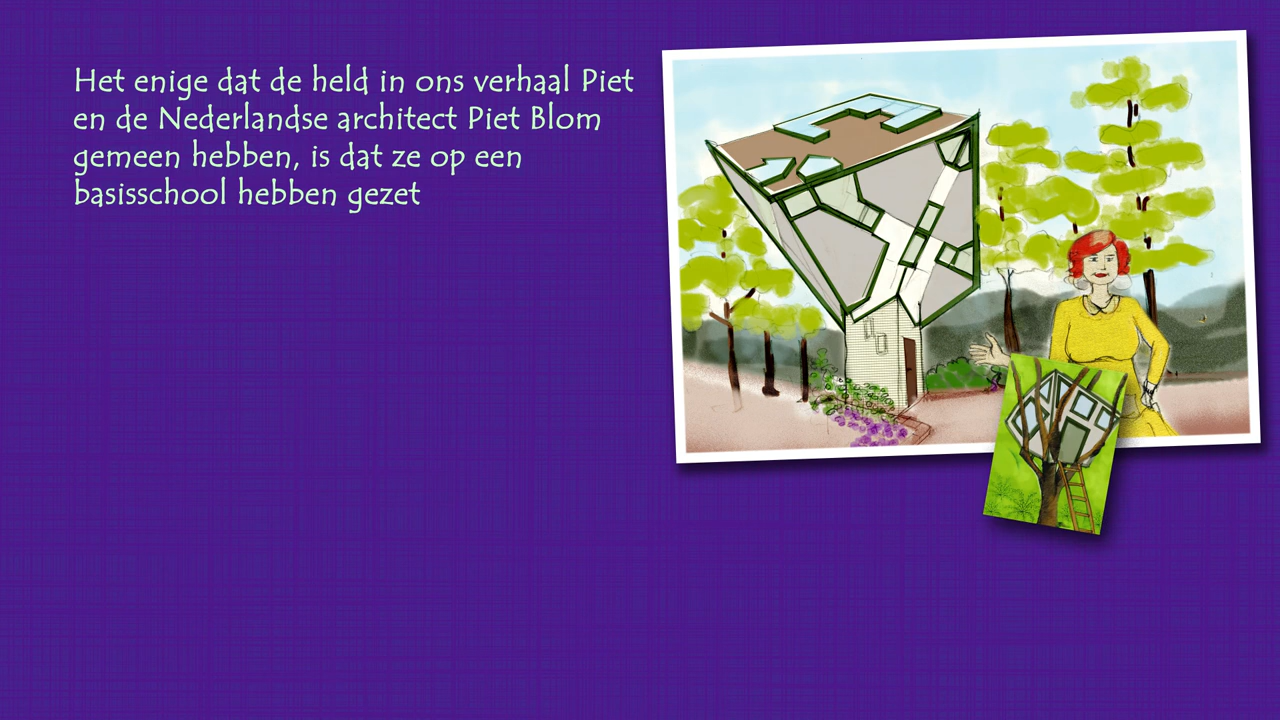 Het enige dat de held in ons verhaal Piet
en de Nederlandse architect Piet Blom
gemeen hebben, is dat ze op een
basisschool hebben gezet